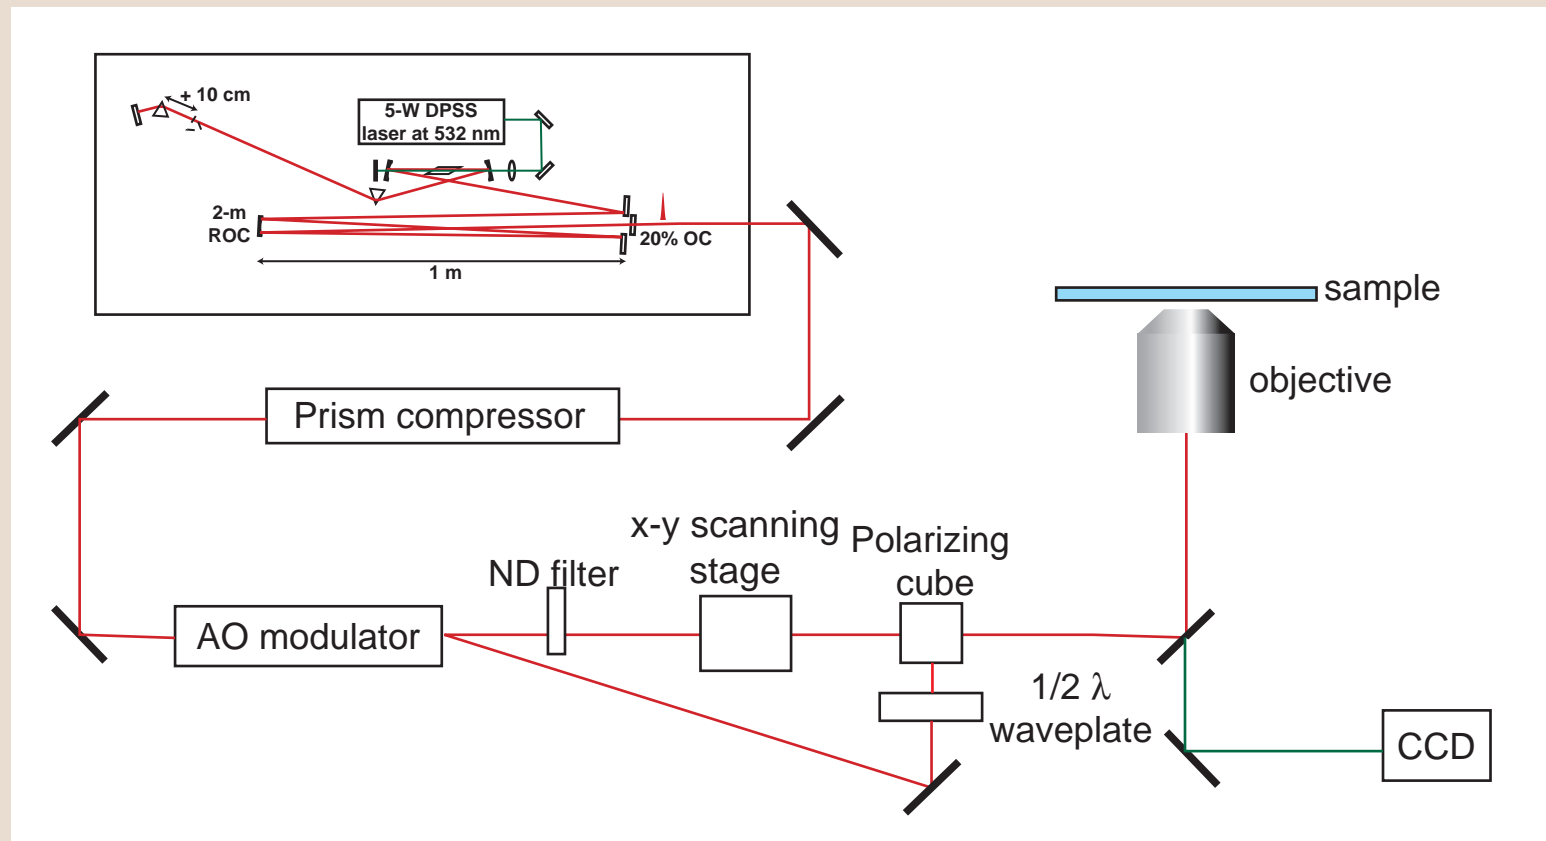 + 10 cm
5-W DPSS
laser at 532 nm
2-m
ROC
20% OC
1 m
sample
objective
Prism compressor
x-y scanning
stage
Polarizing
cube
ND filter
AO modulator
1/2 λ
waveplate
CCD